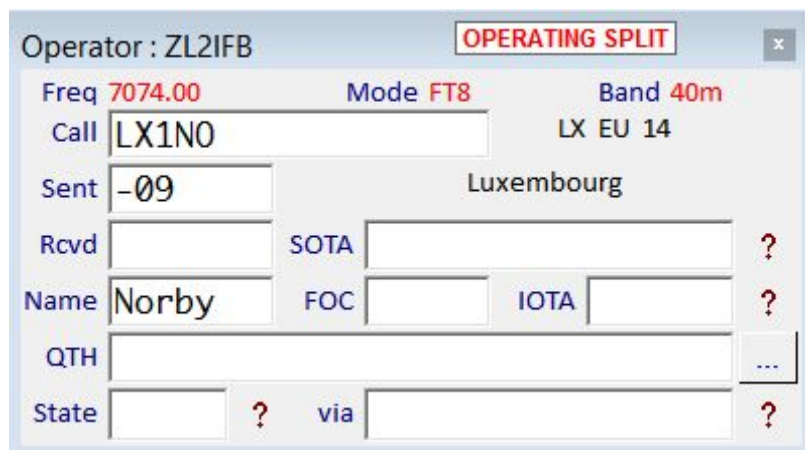 Operator : ZL2IFB OPERATING SPLIT x
Freq 7074.00 Mode FT8 Band 40m
Call LX1NO LX EU 14
Sent -09 Luxembourg
Rcvd SOTA ?
Name Norby FOC IOTA ?
QTH ...
State ? via ?